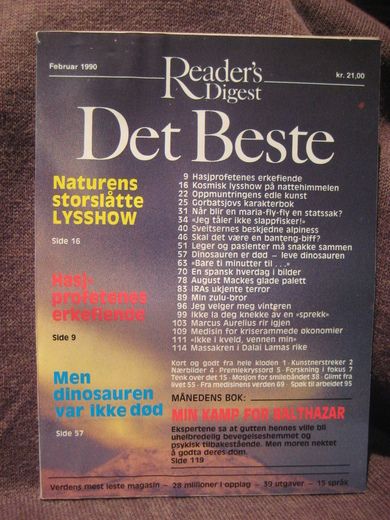 Februar 1990
kr. 21,00
Reader's
Digest
Det Beste
Naturens
storslåtte
LYSSHOW
Side 16
Hasj-
profetenes
erkefiende
Side 9
Men
dinosauren
var ikke død
Side 57
9 Hasjprofetenes erkefiende
16 Kosmisk lysshow på nattehimmelen
22 Oppmuntringens edle kunst
25 Gorbatsjovs karakterbok
31 Når blir en maria-fly-fly en statssak?
34 «Jeg tåler ikke slappfisker!»
40 Sveitsernes beskjedne alpiness
46 Skal det være en banteng-biff?
51 Leger og pasienter må snakke sammen
57 Dinosauren er død – leve dinosauren
63 «Bare ti minutter til . . .»
70 En spansk hverdag i bilder
78 August Mackes glade palett
83 IRAs ukjente terror
89 Min zulu-bror
96 Jeg velger meg vinteren
99 Ikke la deg knekke av en «sprekk»
103 Marcus Aurelius rir igjen
109 Medisin for kriserammede økonomier
111 «Ikke i kveld, vennen min»
114 Massakren i Dalai Lamas rike
Kort og godt fra hele kloden 1 · Kunstnerstreker 2
Nærbilder 4 · Premiekryssord 5 · Forskning i fokus 7
Tenk over det 15 · Mosjon for smilebåndet 38 · Glimt fra
livet 55 · Fra medisinens verden 69 · Spøk til arbeidet 95
MÅNEDENS BOK:
MIN KAMP FOR BALTHAZAR
Ekspertene sa at gutten hennes ville bli
uhelbredelig bevegelseshemmet og
psykisk tilbakestående. Men moren nektet
å godta deres dom.
Side 119
Verdens mest leste magasin – 28 millioner i opplag – 39 utgaver – 15 språk